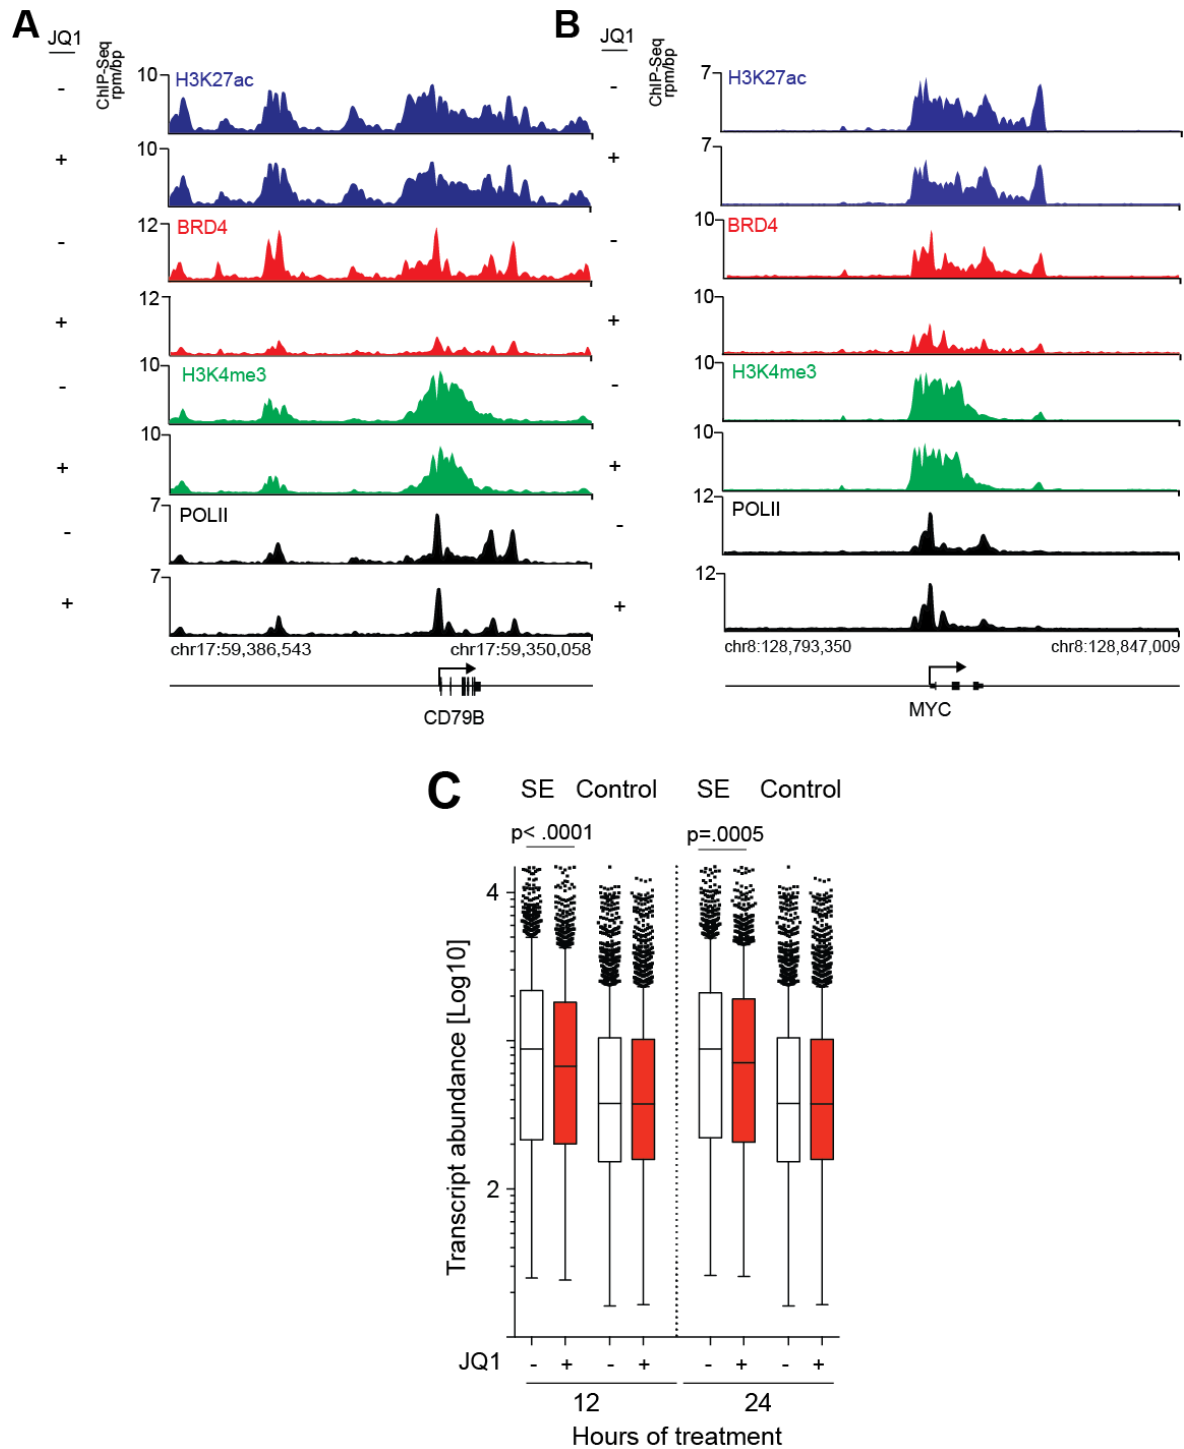 A
JQ1
ChIP-Seq
rpm/bp
-
10
H3K27ac
+
10
-
12
BRD4
+
12
-
10
H3K4me3
+
10
-
7
POLII
+
7
chr17:59,386,543
chr17:59,350,058
CD79B
B
JQ1
ChIP-Seq
rpm/bp
-
7
H3K27ac
+
7
-
10
BRD4
+
10
-
10
H3K4me3
+
10
-
12
POLII
+
12
chr8:128,793,350
chr8:128,847,009
MYC
C
SE Control SE Control
p< .0001 p=.0005
Transcript abundance [Log10]
4
2
JQ1 - + - + - + - +
12 24
Hours of treatment